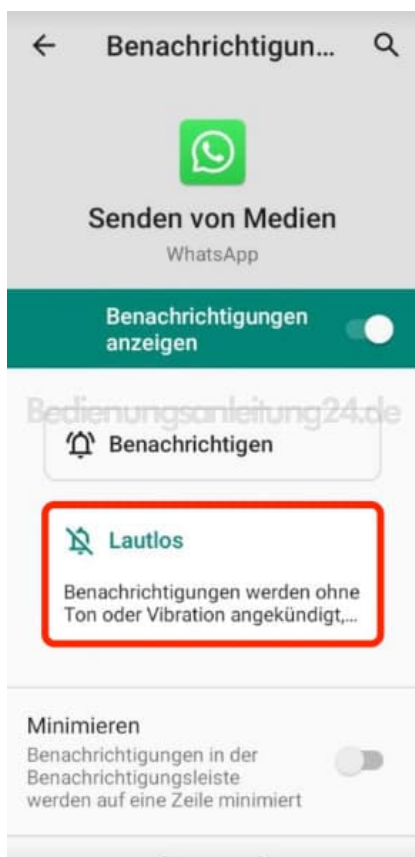 Benachrichtigun...
Senden von Medien
WhatsApp
Benachrichtigungen
anzeigen
Bedienungsanleitung24.de
Benachrichtigen
Lautlos
Benachrichtigungen werden ohne
Ton oder Vibration angekündigt,...
Minimieren
Benachrichtigungen in der
Benachrichtigungsleiste
werden auf eine Zeile minimiert